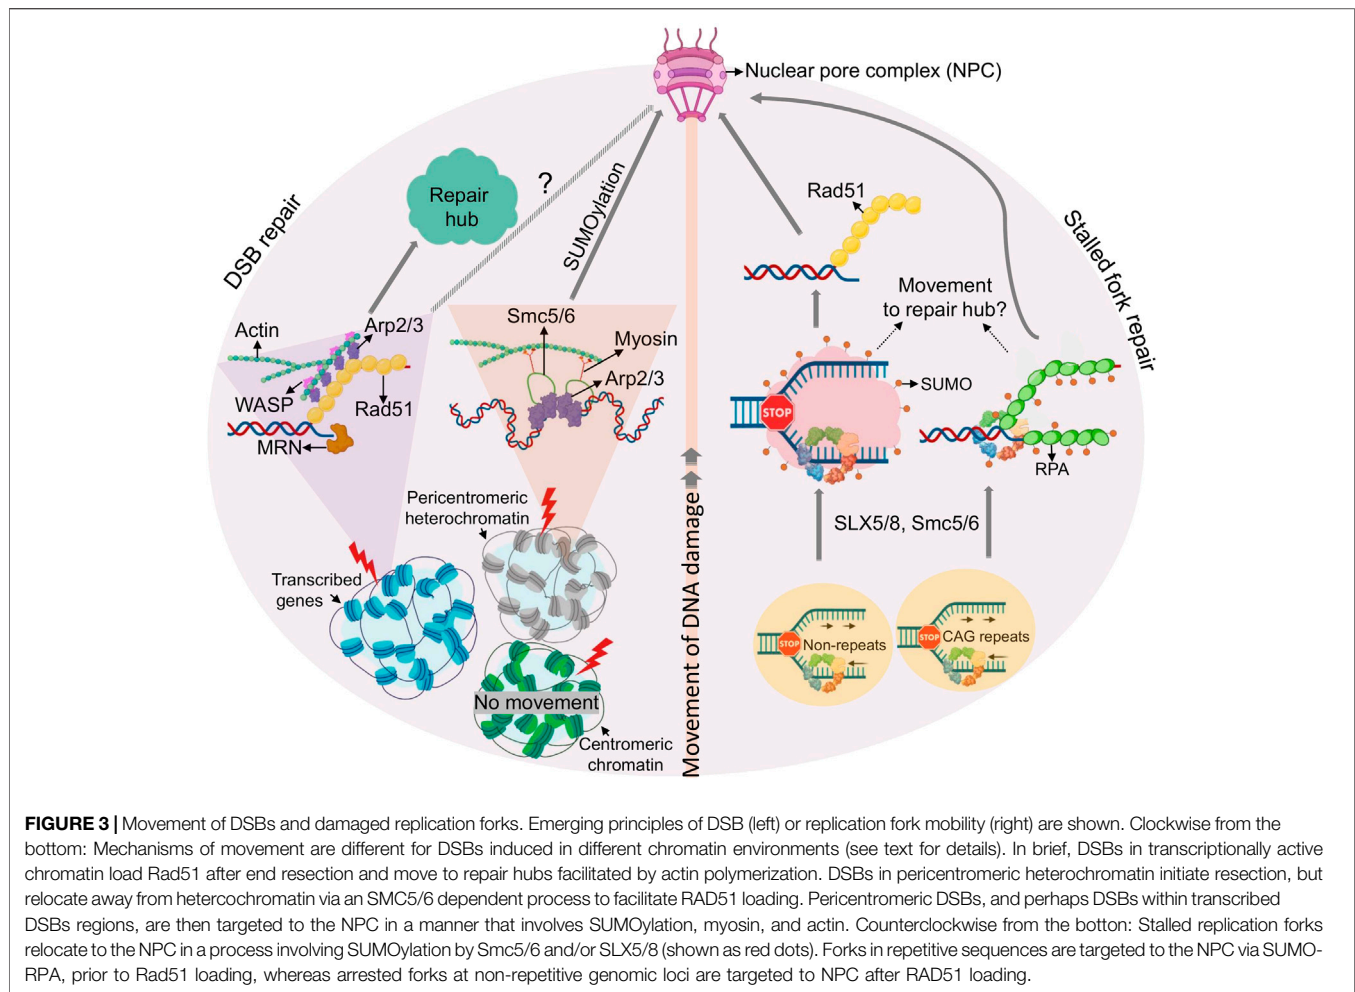 Nuclear pore complex (NPC)
DSB repair
Repair
hub
?
SUMOylation
Rad51
Stalled fork repair
Movement
to repair hub?
Actin
Arp2/3
WASP
Rad51
MRN
Smc5/6
Myosin
Arp2/3
STOP
SUMO
RPA
Pericentromeric
heterochromatin
Transcribed
genes
No movement
Centromeric
chromatin
Movement of DNA damage
SLX5/8, Smc5/6
STOP
Non-repeats
STOP
CAG repeats
FIGURE 3 | Movement of DSBs and damaged replication forks. Emerging principles of DSB (left) or replication fork mobility (right) are shown. Clockwise from the
bottom: Mechanisms of movement are different for DSBs induced in different chromatin environments (see text for details). In brief, DSBs in transcriptionally active
chromatin load Rad51 after end resection and move to repair hubs facilitated by actin polymerization. DSBs in pericentromeric heterochromatin initiate resection, but
relocate away from hetercochromatin via an SMC5/6 dependent process to facilitate RAD51 loading. Pericentromeric DSBs, and perhaps DSBs within transcribed
DSBs regions, are then targeted to the NPC in a manner that involves SUMOylation, myosin, and actin. Counterclockwise from the botton: Stalled replication forks
relocate to the NPC in a process involving SUMOylation by Smc5/6 and/or SLX5/8 (shown as red dots). Forks in repetitive sequences are targeted to the NPC via SUMO-
RPA, prior to Rad51 loading, whereas arrested forks at non-repetitive genomic loci are targeted to NPC after RAD51 loading.